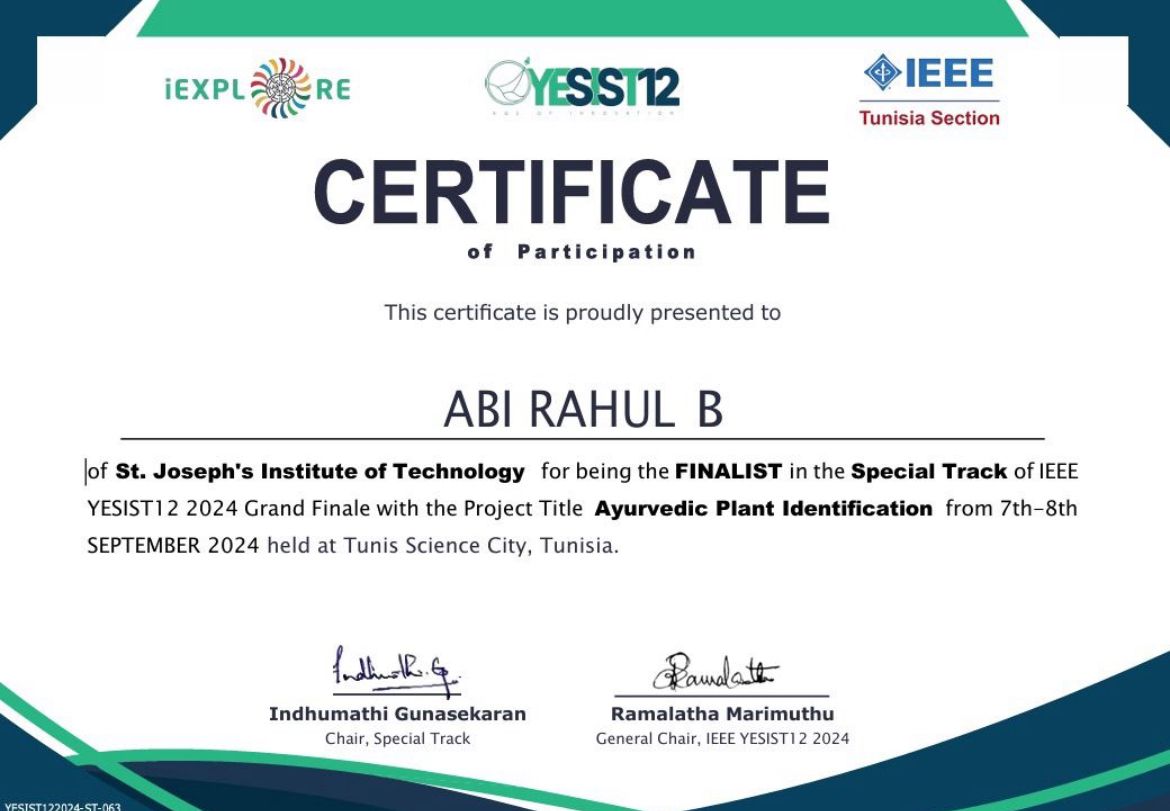 iEXPLRE
YESIST12
AGE OF INNOVATION
IEEE
Tunisia Section
CERTIFICATE
of Participation
This certificate is proudly presented to
ABI RAHUL B
of St. Joseph's Institute of Technology for being the FINALIST in the Special Track of IEEE
YESIST12 2024 Grand Finale with the Project Title Ayurvedic Plant Identification from 7th-8th
SEPTEMBER 2024 held at Tunis Science City, Tunisia.
Indhumathi.G
Ramalatha
Indhumathi Gunasekaran
Ramalatha Marimuthu
Chair, Special Track
General Chair, IEEE YESIST12 2024
YESIST122024-ST-063